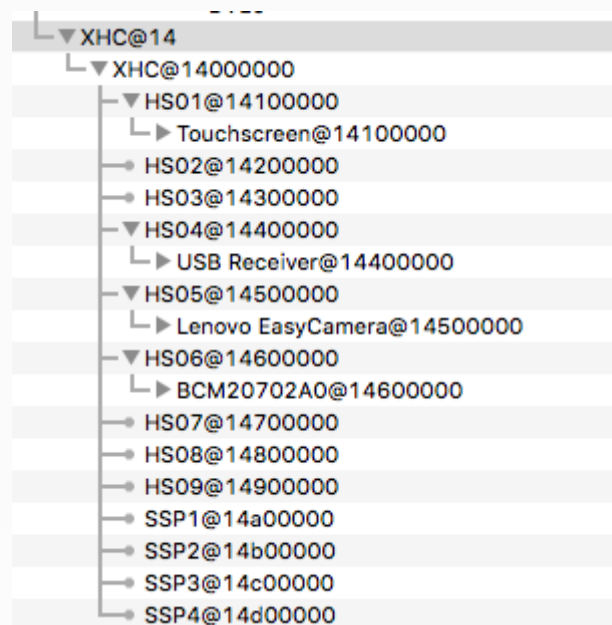 XHC@14
XHC@14000000
HS01@14100000
Touchscreen@14100000
HS02@14200000
HS03@14300000
HS04@14400000
USB Receiver@14400000
HS05@14500000
Lenovo EasyCamera@14500000
HS06@14600000
BCM20702A0@14600000
HS07@14700000
HS08@14800000
HS09@14900000
SSP1@14a00000
SSP2@14b00000
SSP3@14c00000
SSP4@14d00000